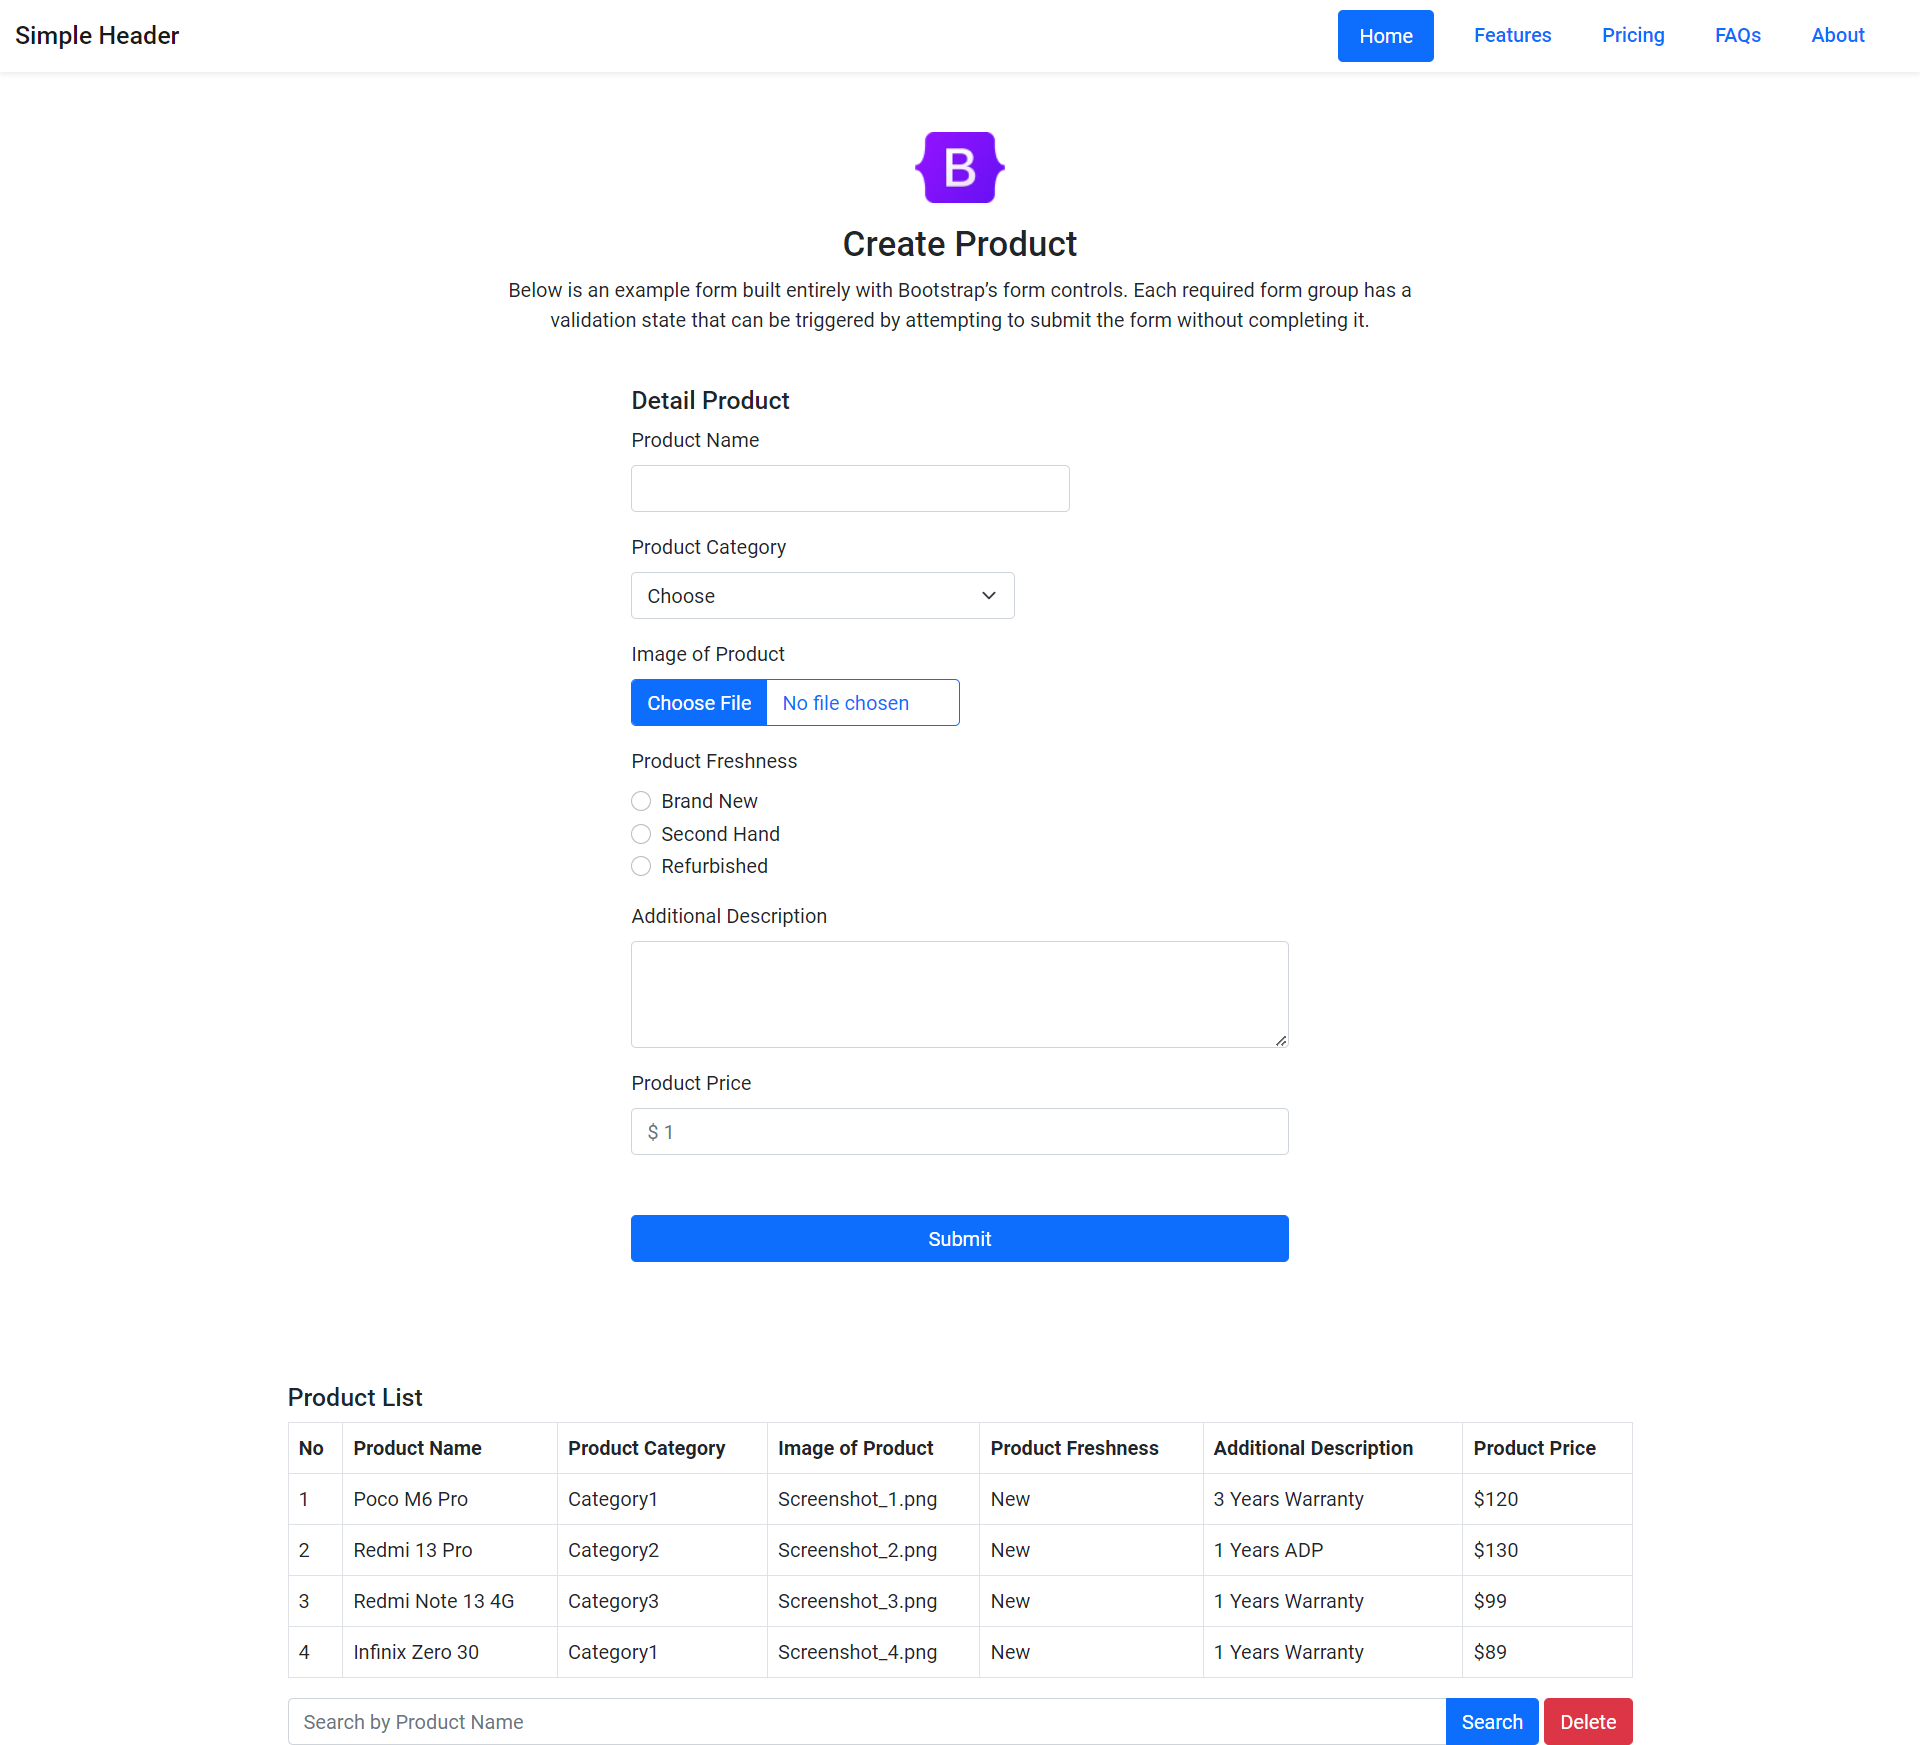 Simple Header Home Features Pricing FAQs About
B
Create Product
Below is an example form built entirely with Bootstrap’s form controls. Each required form group has a
validation state that can be triggered by attempting to submit the form without completing it.
Detail Product
Product Name
Product Category
Choose
Image of Product
Choose File No file chosen
Product Freshness
Brand New
Second Hand
Refurbished
Additional Description
Product Price
$ 1
Submit
Product List
No Product Name Product Category Image of Product Product Freshness Additional Description Product Price
1 Poco M6 Pro Category1 Screenshot_1.png New 3 Years Warranty $120
2 Redmi 13 Pro Category2 Screenshot_2.png New 1 Years ADP $130
3 Redmi Note 13 4G Category3 Screenshot_3.png New 1 Years Warranty $99
4 Infinix Zero 30 Category1 Screenshot_4.png New 1 Years Warranty $89
Search by Product Name Search Delete